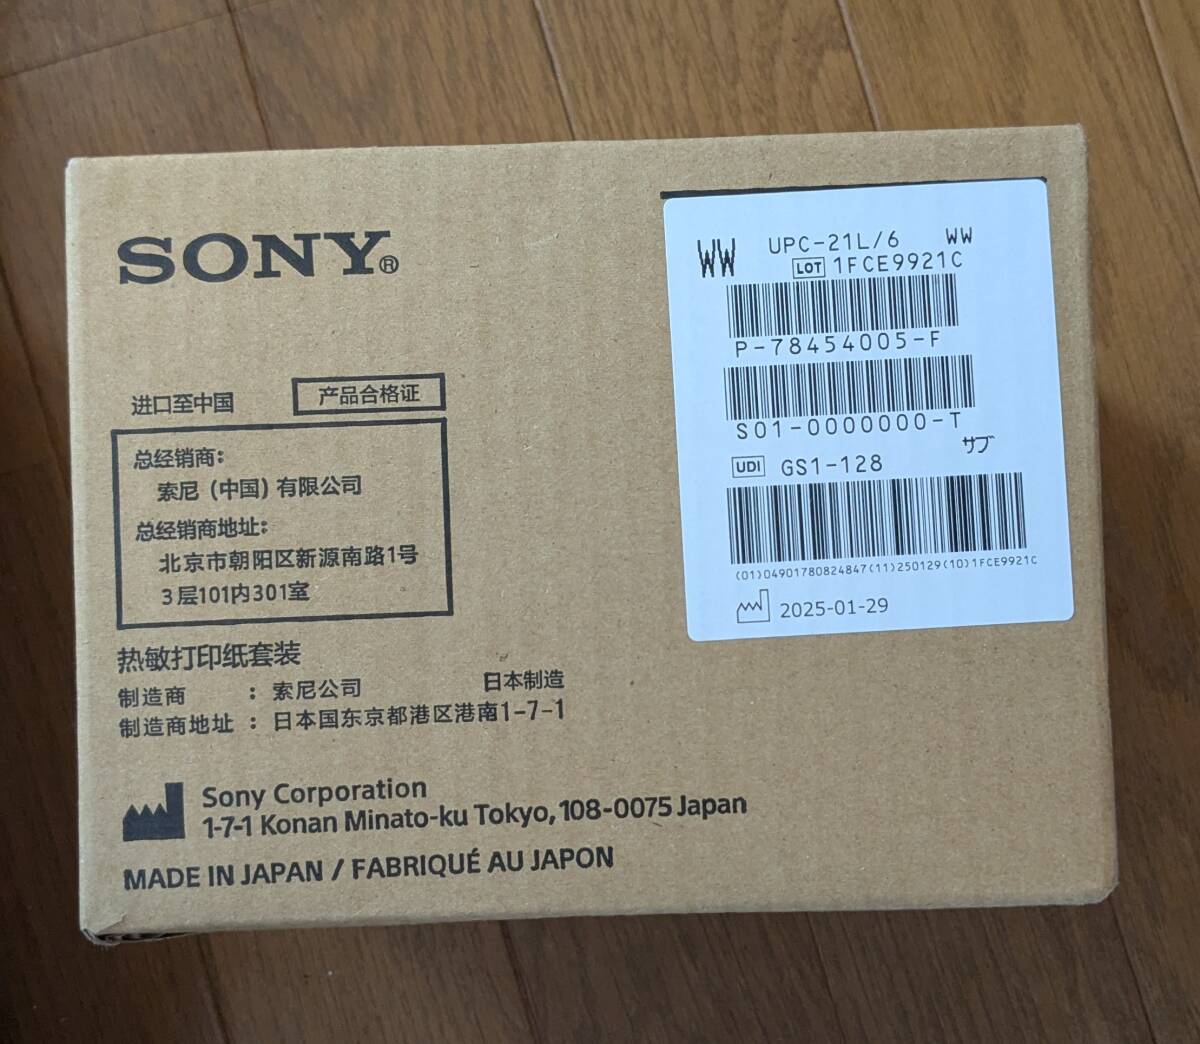 SONY®
进口至中国
产品合格证
总经销商:
索尼 (中国) 有限公司
总经销商地址:
北京市朝阳区新源南路1号
3层101内301室
热敏打印纸套装
制造商 : 索尼公司 日本制造
制造商地址 : 日本国东京都港区港南1-7-1
Sony Corporation
1-7-1 Konan Minato-ku Tokyo, 108-0075 Japan
MADE IN JAPAN / FABRIQUÉ AU JAPON
WW UPC-21L/6 WW
LOT 1FCE9921C
P-78454005-F
S01-0000000-T
サブ
UDI GS1-128
(01)04901780824847(11)250129(10)1FCE9921C
2025-01-29